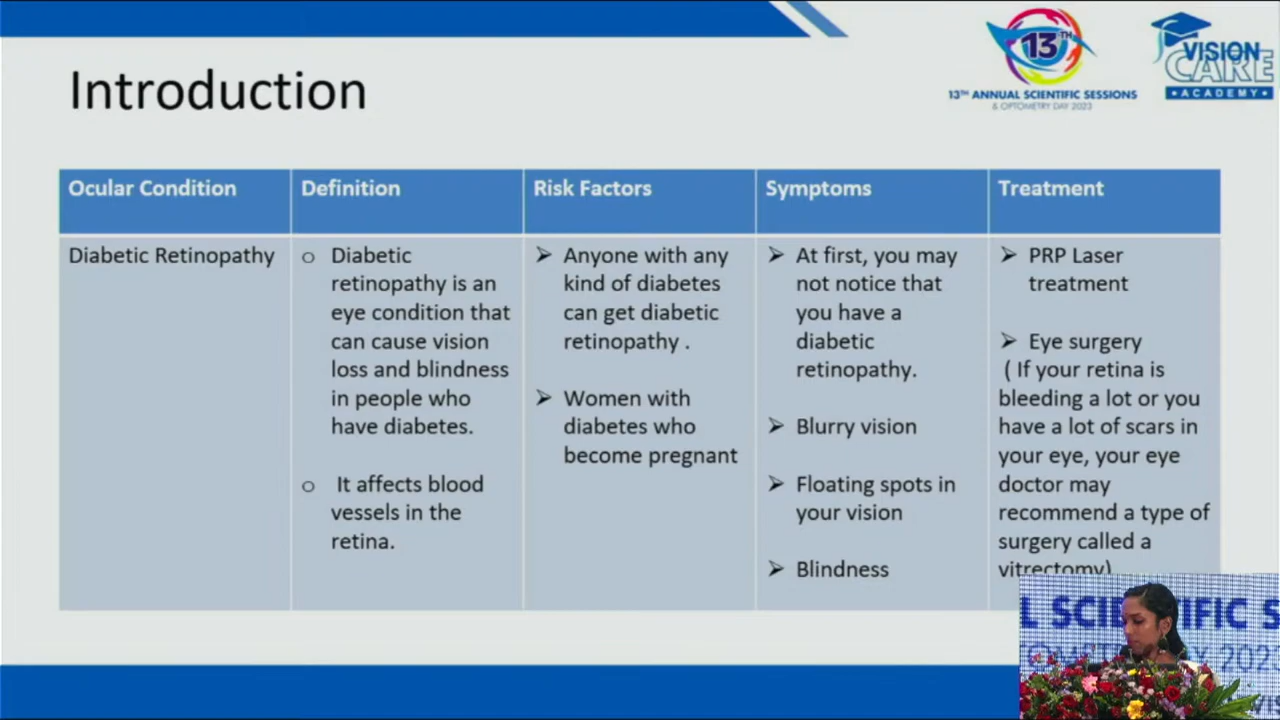 Introduction
13TH
13TH ANNUAL SCIENTIFIC SESSIONS
& OPTOMETRY DAY 2023
VISION
CARE
ACADEMY
Ocular Condition
Definition
Risk Factors
Symptoms
Treatment
Diabetic Retinopathy
o Diabetic
retinopathy is an
eye condition that
can cause vision
loss and blindness
in people who
have diabetes.
o It affects blood
vessels in the
retina.
➢ Anyone with any
kind of diabetes
can get diabetic
retinopathy .
➢ Women with
diabetes who
become pregnant
➢ At first, you may
not notice that
you have a
diabetic
retinopathy.
➢ Blurry vision
➢ Floating spots in
your vision
➢ Blindness
➢ PRP Laser
treatment
➢ Eye surgery
( If your retina is
bleeding a lot or you
have a lot of scars in
your eye, your eye
doctor may
recommend a type of
surgery called a
vitrectomy)
L SCIENTIFIC S
2023